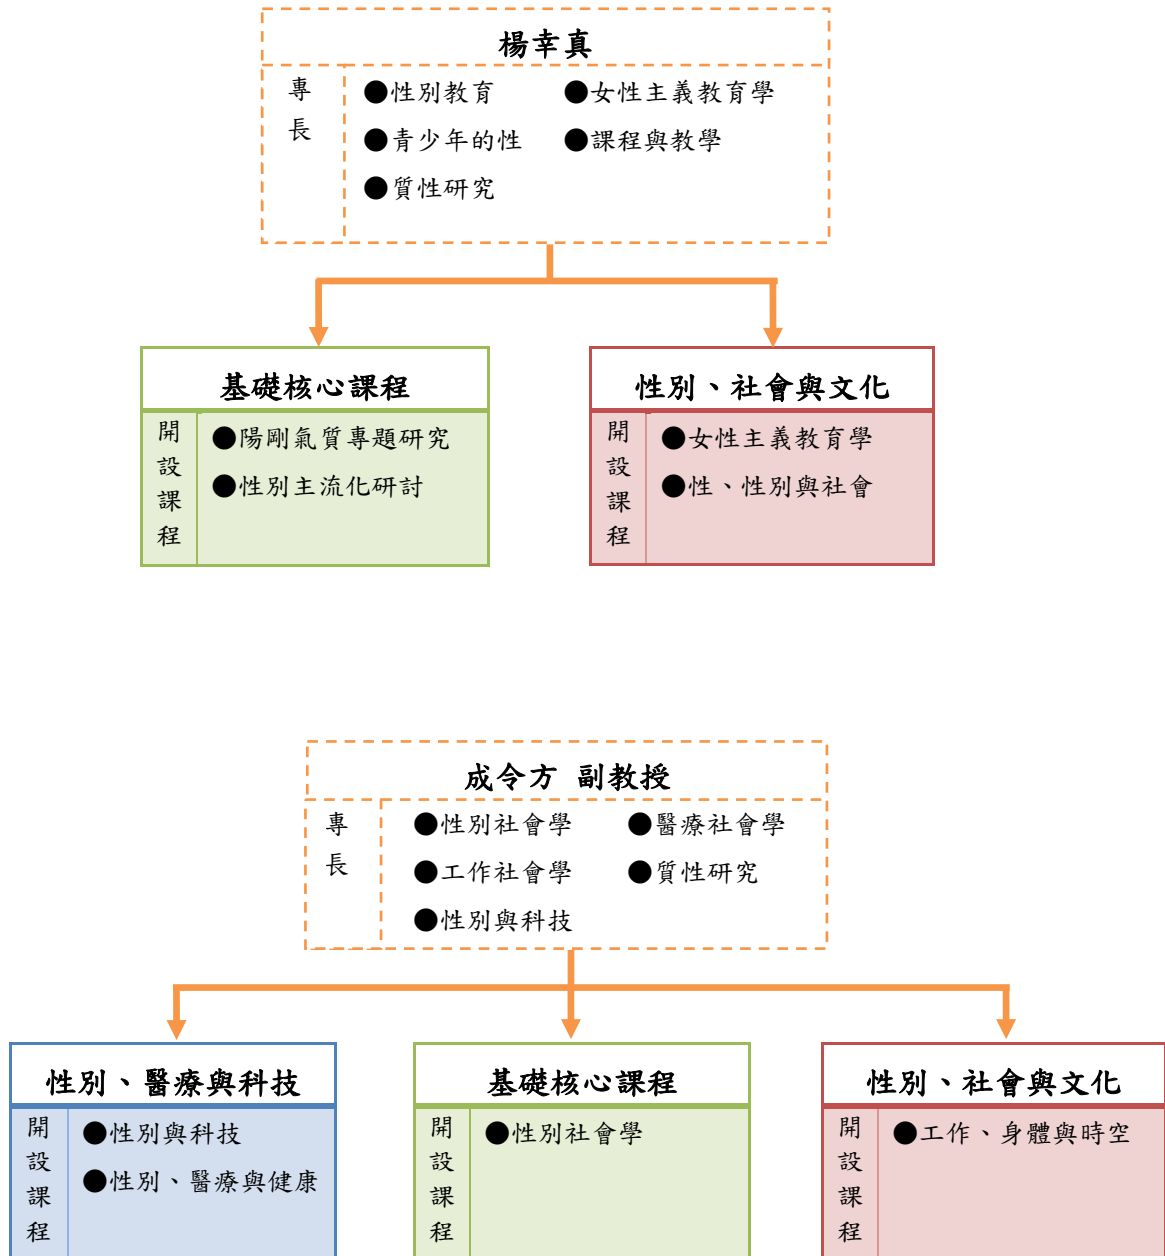 楊幸真
專長
●性別教育 ●女性主義教育學
●青少年的性 ●課程與教學
●質性研究
基礎核心課程
開設課程
●陽剛氣質專題研究
●性別主流化研討
性別、社會與文化
開設課程
●女性主義教育學
●性、性別與社會
成令方 副教授
專長
●性別社會學 ●醫療社會學
●工作社會學 ●質性研究
●性別與科技
性別、醫療與科技
開設課程
●性別與科技
●性別、醫療與健康
基礎核心課程
開設課程
●性別社會學
性別、社會與文化
開設課程
●工作、身體與時空